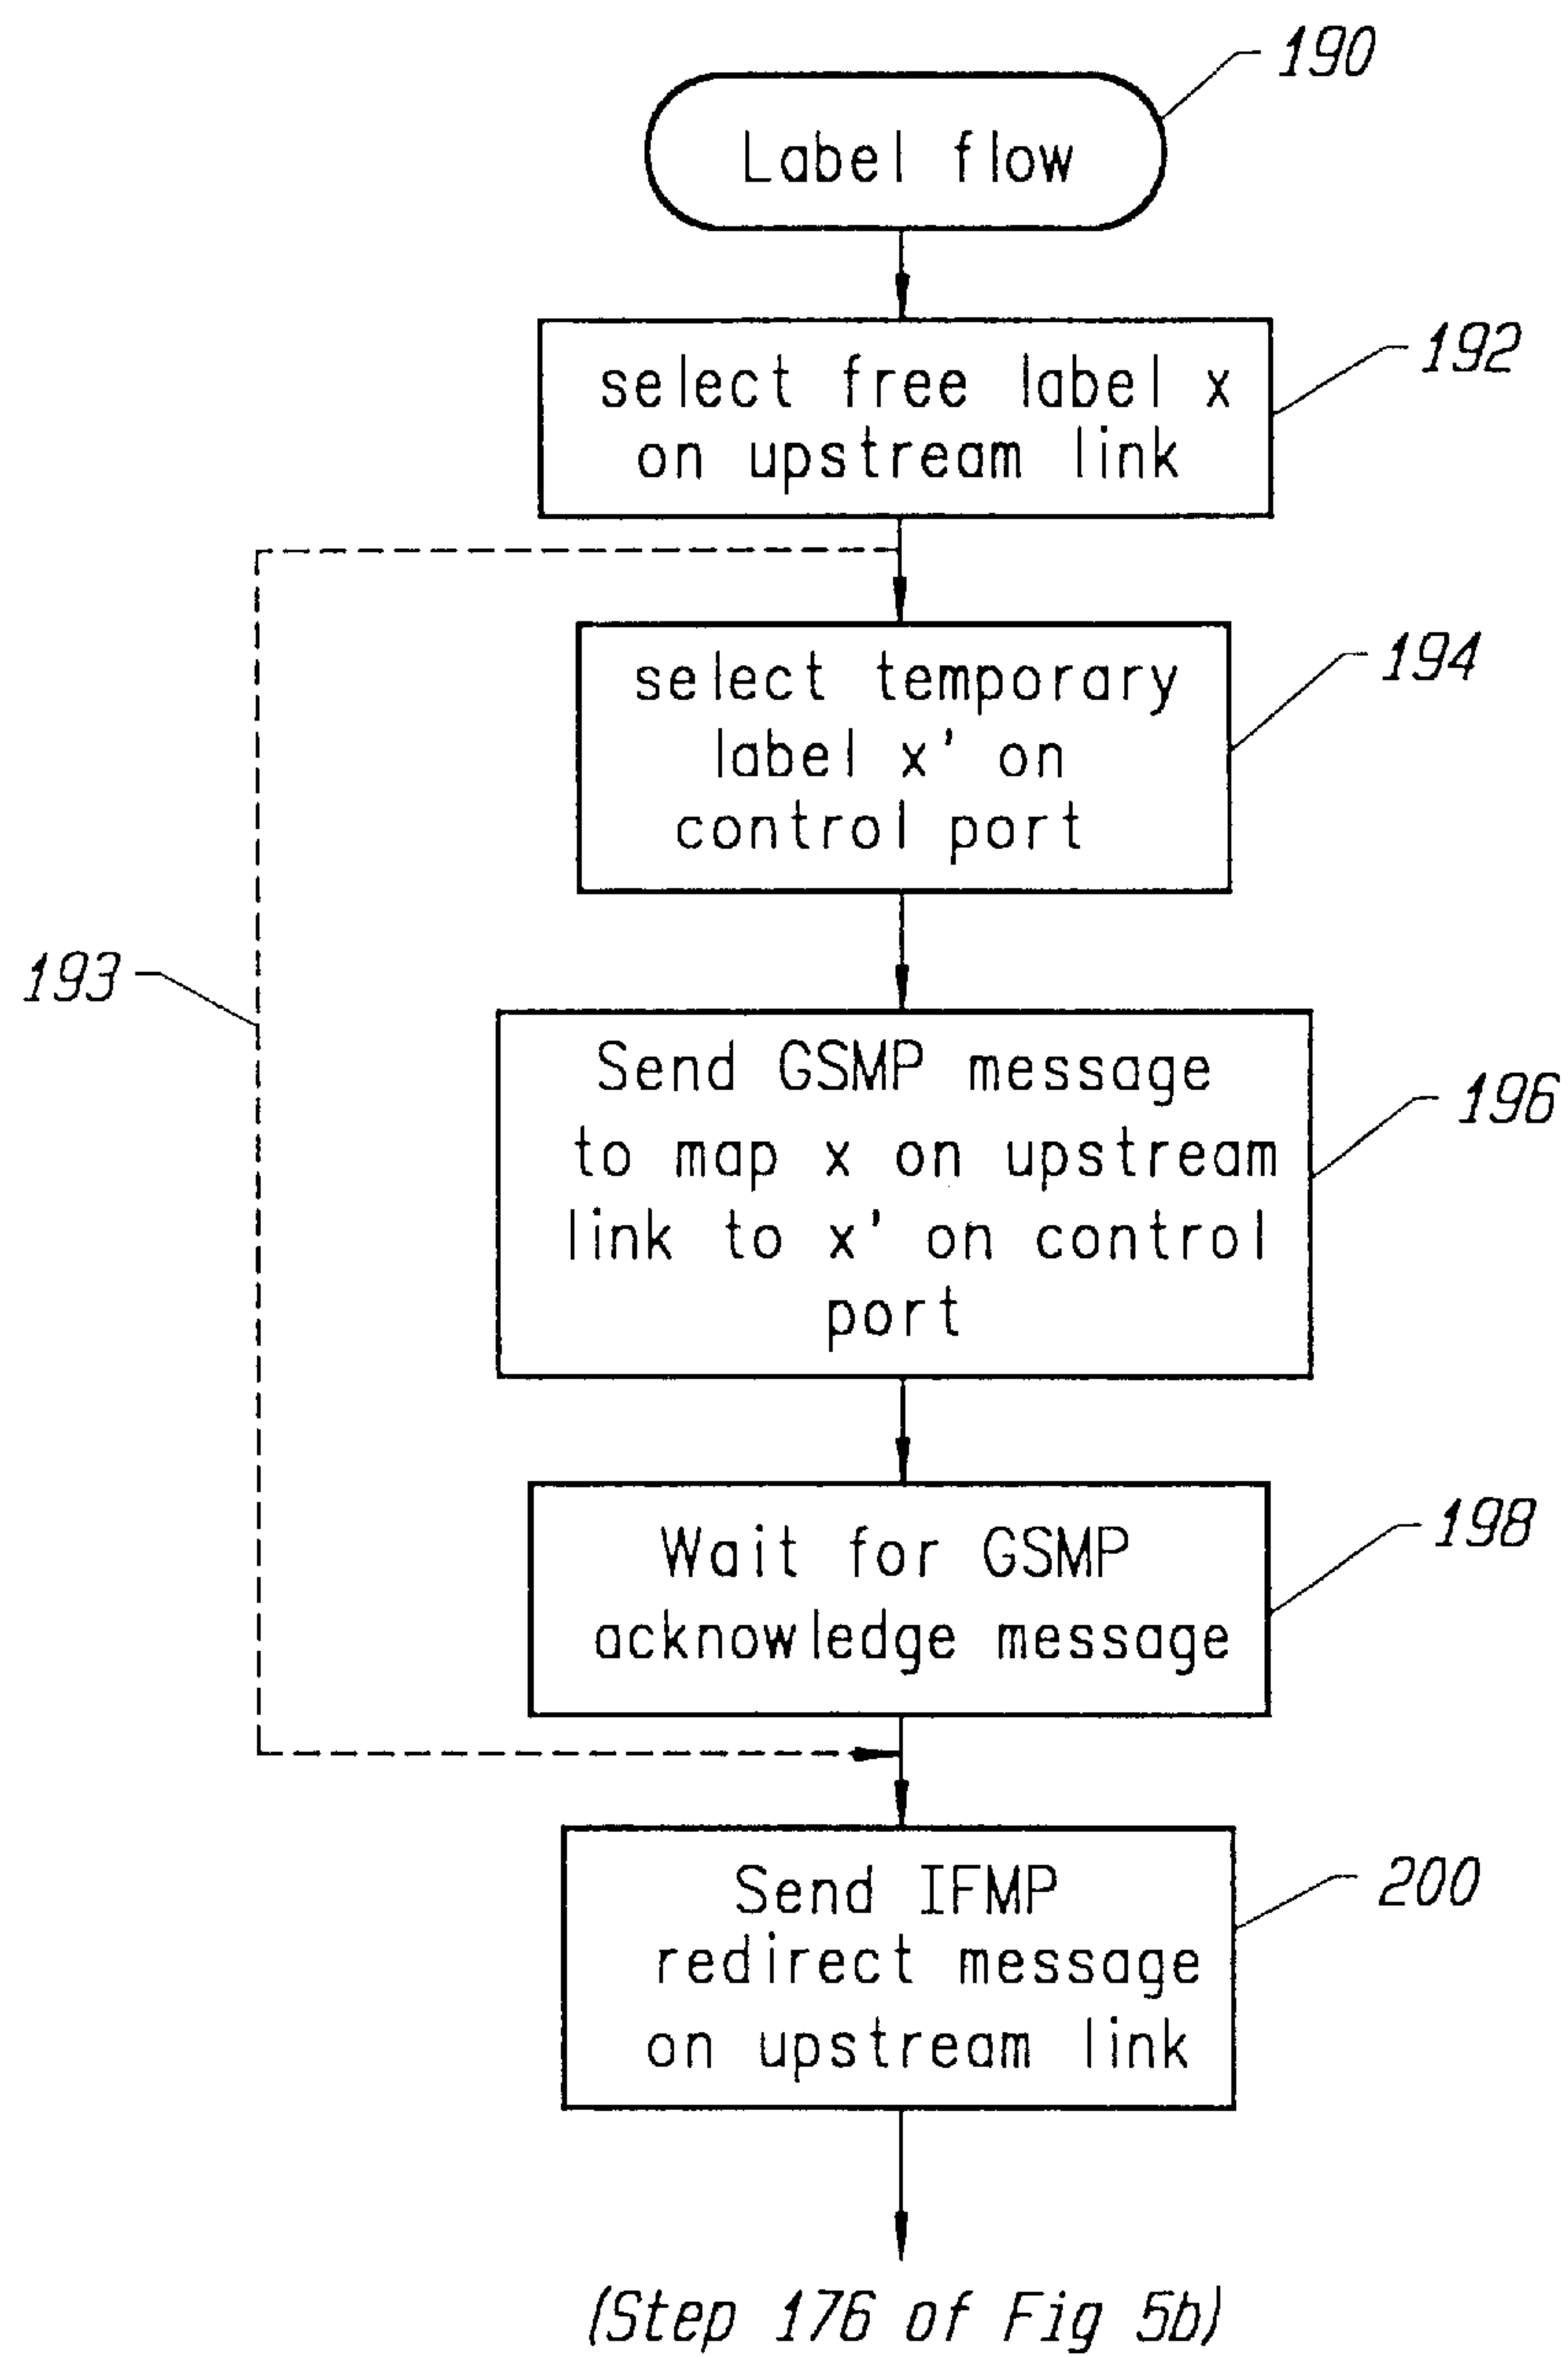 190
Label flow
192
select free label x
on upstream link
194
select temporary
label x' on
control port
193
196
Send GSMP message
to map x on upstream
link to x' on control
port
198
Wait for GSMP
acknowledge message
200
Send IFMP
redirect message
on upstream link
(Step 176 of Fig 5b)